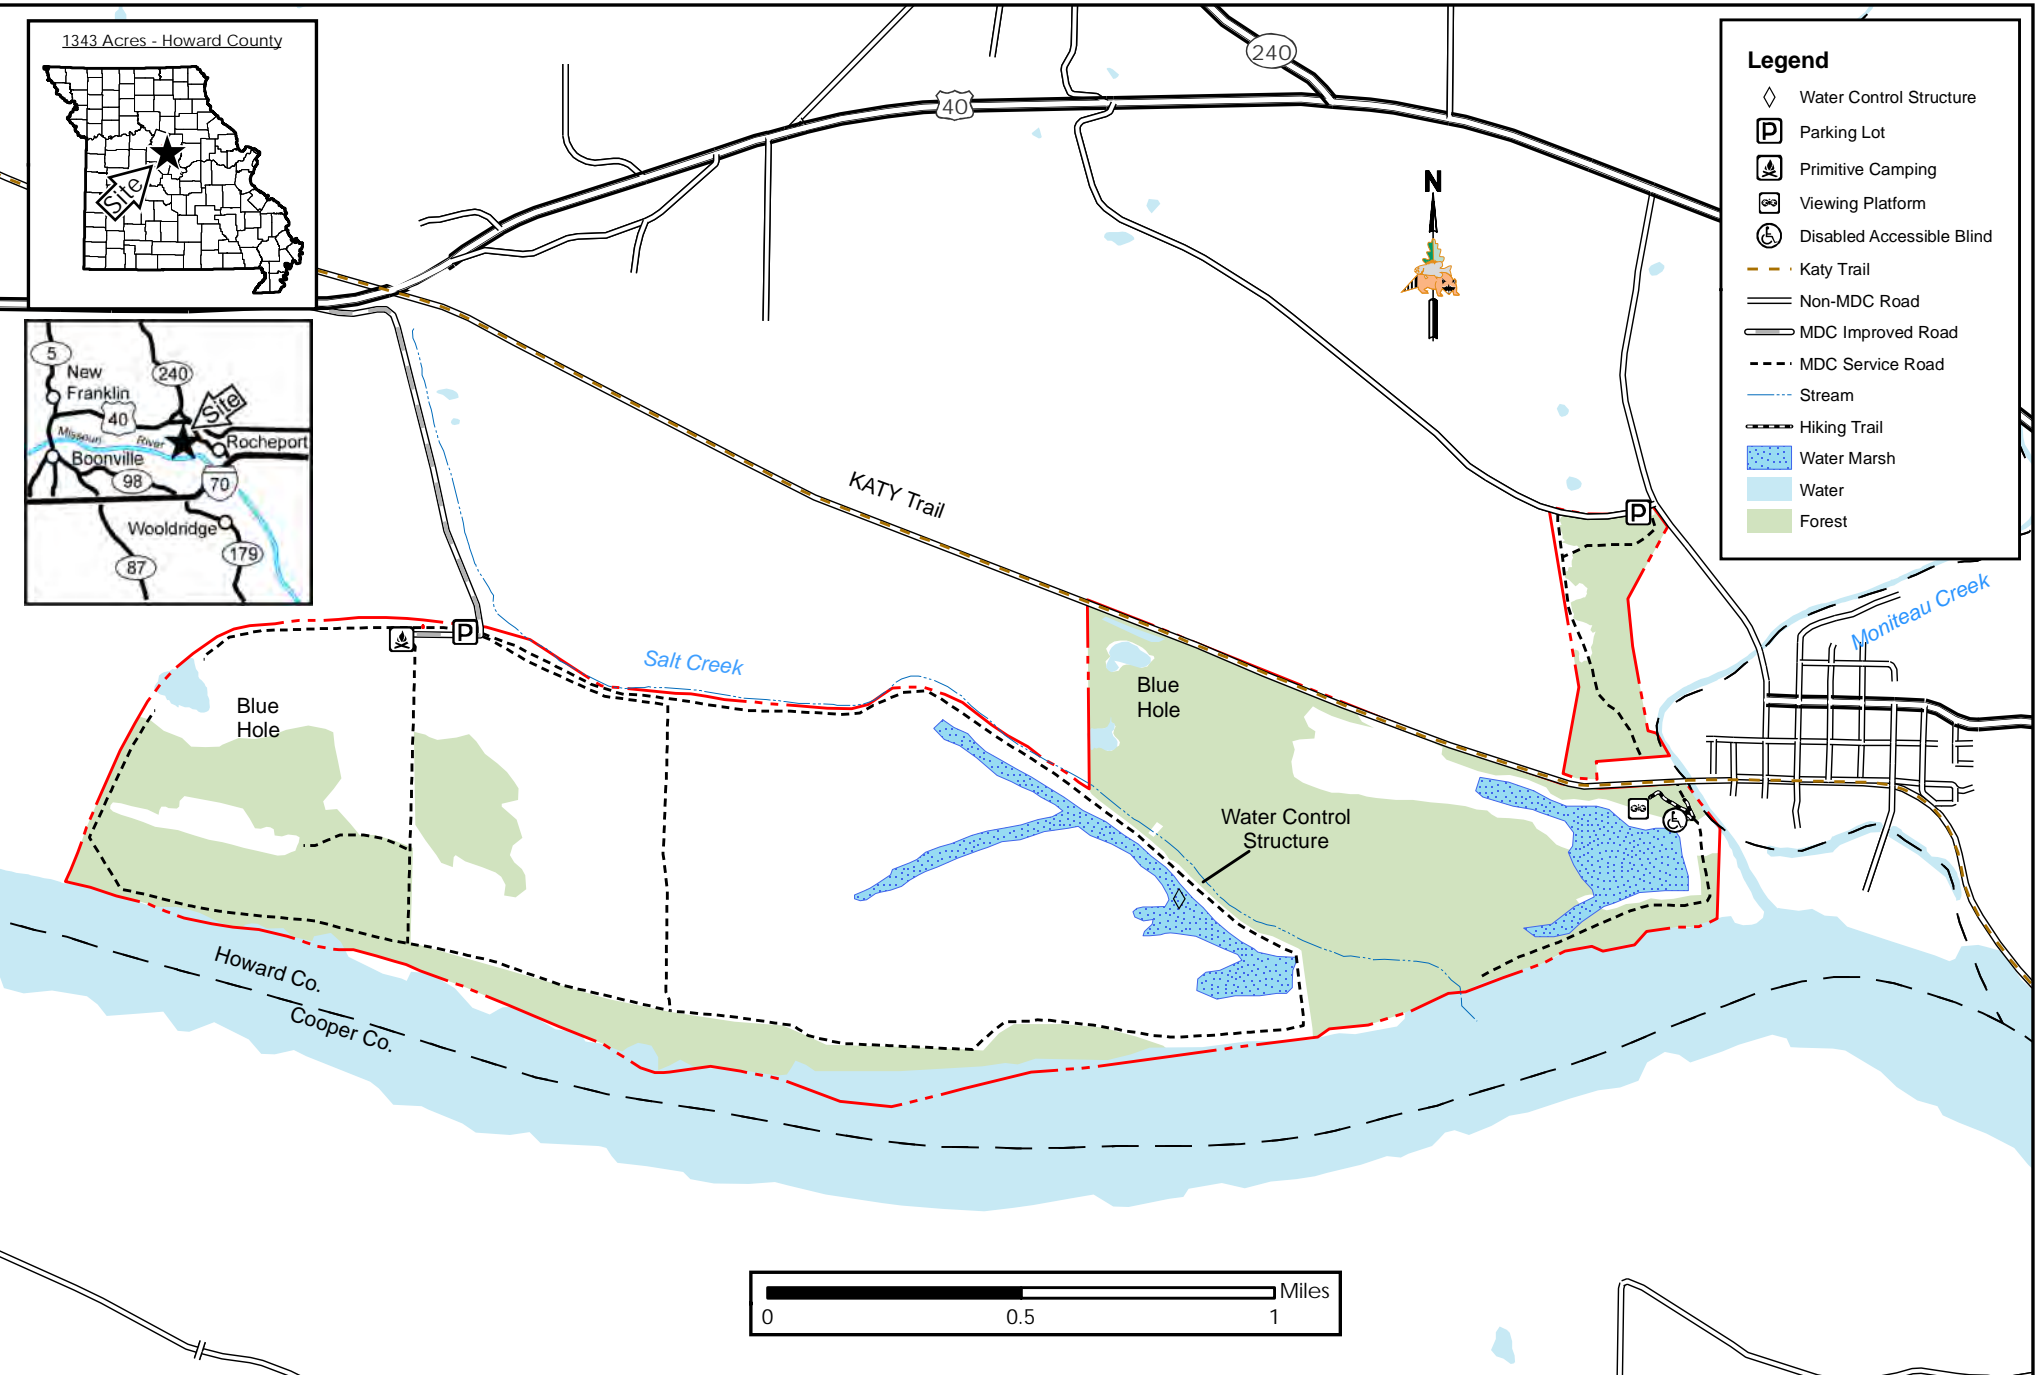 1343 Acres - Howard County
Site
5
New
Franklin
240
Site
40
Missouri River
Rocheport
Boonville
98
70
Wooldridge
87
179
240
40
N
KATY Trail
Salt Creek
Blue
Hole
Blue
Hole
Water Control
Structure
Moniteau Creek
P
P
Howard Co.
Cooper Co.
Legend
Water Control Structure
P Parking Lot
Primitive Camping
Viewing Platform
Disabled Accessible Blind
Katy Trail
Non-MDC Road
MDC Improved Road
MDC Service Road
Stream
Hiking Trail
Water Marsh
Water
Forest
Miles
0 0.5 1